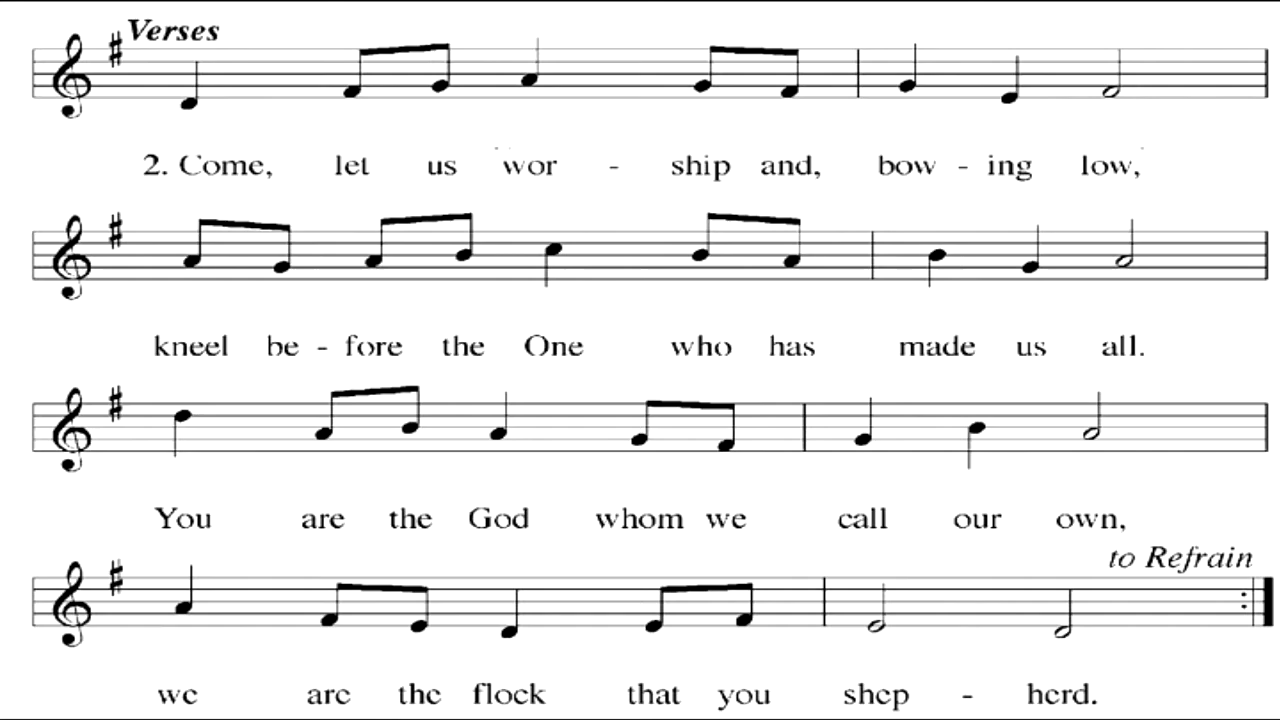 Verses
2. Come, let us wor - ship and, bow - ing low,
kneel be - fore the One who has made us all.
You are the God whom we call our own,
to Refrain
we are the flock that you shep - herd.